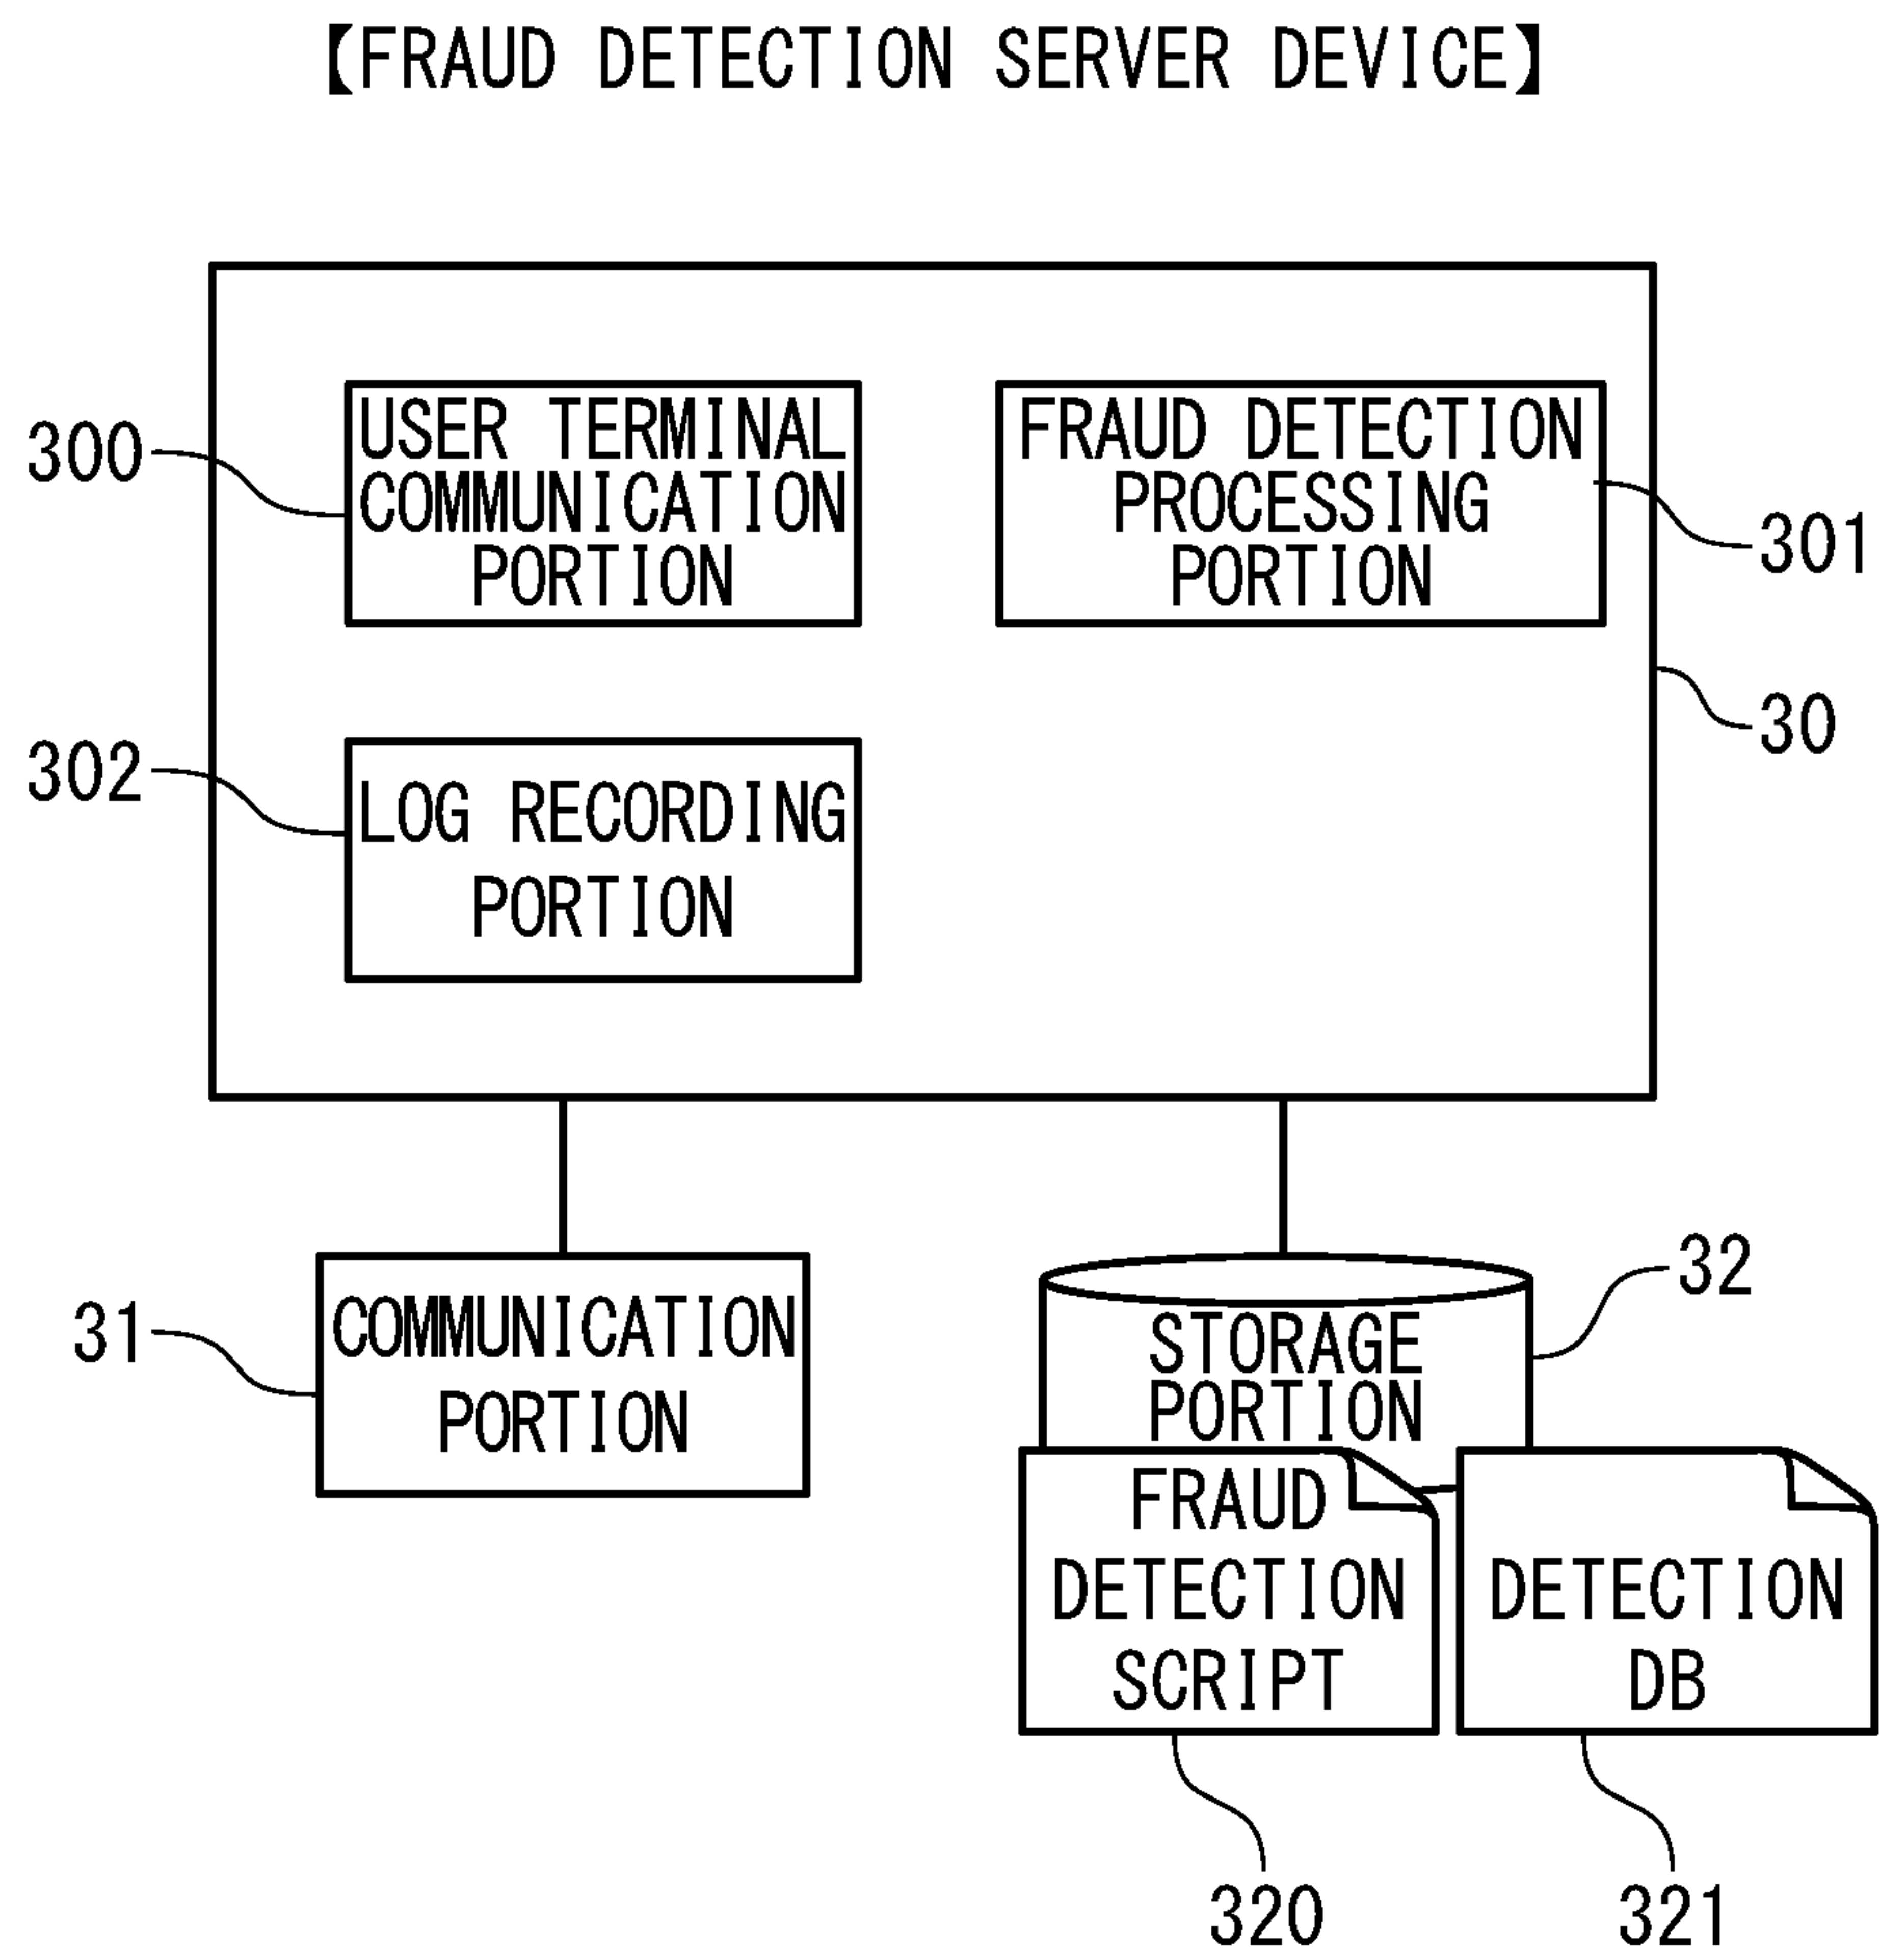 【FRAUD DETECTION SERVER DEVICE】
300
USER TERMINAL
COMMUNICATION
PORTION
FRAUD DETECTION
PROCESSING
PORTION
301
30
302
LOG RECORDING
PORTION
31
COMMUNICATION
PORTION
32
STORAGE
PORTION
FRAUD
DETECTION
SCRIPT
DETECTION
DB
320
321